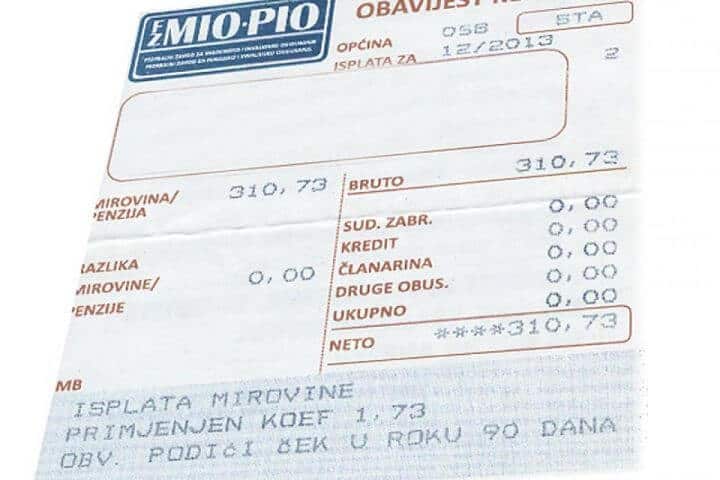 FZ MIO·PIO
OBAVIJEST
OPĆINA OSB STA
ISPLATA ZA 12/2013 2
MIROVINA/ 310,73 BRUTO 310,73
PENZIJA
SUD. ZABR. 0,00
KREDIT 0,00
RAZLIKA 0,00 ČLANARINA 0,00
MIROVINE/ DRUGE OBUS. 0,00
PENZIJE UKUPNO 0,00
NETO ****310,73
MB
ISPLATA MIROVINE
PRIMJENJEN KOEF 1,73
OBV. PODIĆI ČEK U ROKU 90 DANA